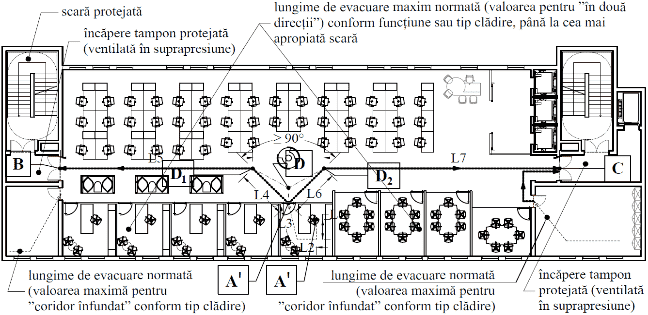 lungime de evacuare maxim normată (valoarea pentru ”în două
direcții”) conform funcțiune sau tip clădire, până la cea mai
apropiată scară
scară protejată
încăpere tampon protejată
(ventilată în suprapresiune)
≥ 90°
B
L5
D1
D
D2
L7
C
L4
L6
L3
L2
A'
A'
lungime de evacuare normată
(valoarea maximă pentru
”coridor înfundat” conform tip clădire)
lungime de evacuare normată
(valoarea maximă pentru
”coridor înfundat” conform tip clădire)
încăpere tampon
protejată (ventilată
în suprapresiune)